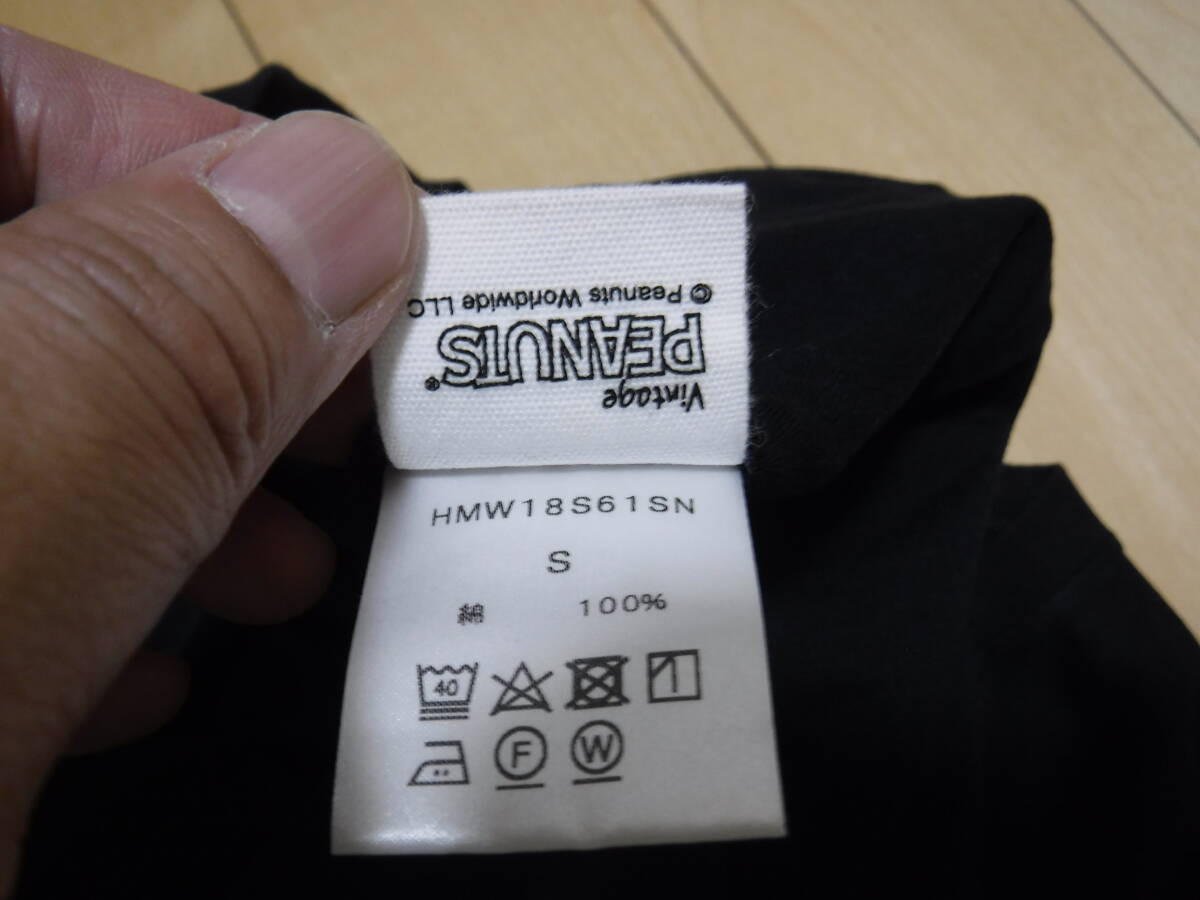 Vintage
PEANUTS®
© Peanuts Worldwide LLC
HMW18S61SN
S
綿 100%
40
F W